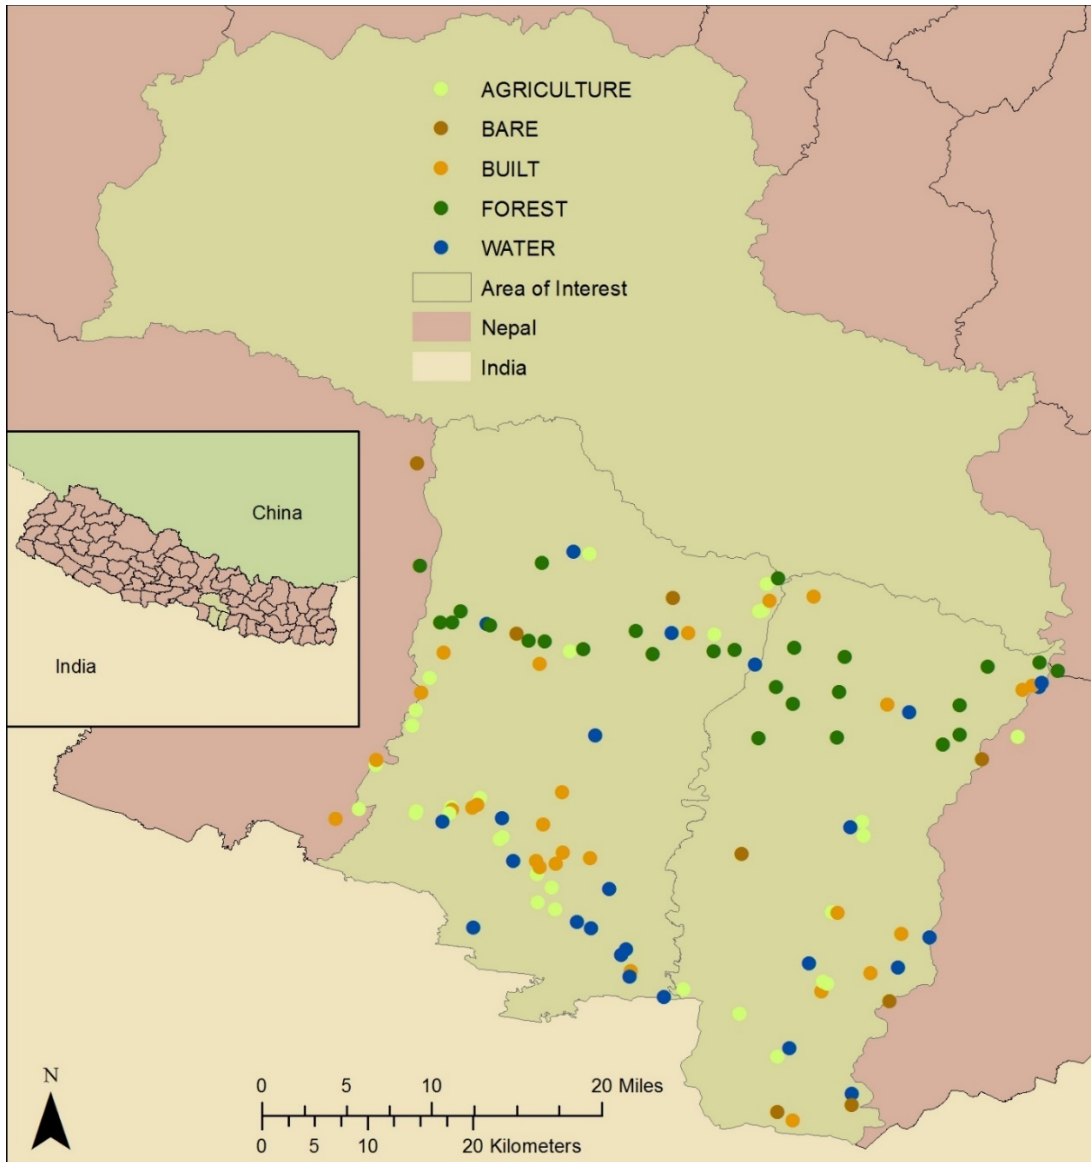 AGRICULTURE
BARE
BUILT
FOREST
WATER
Area of Interest
Nepal
India
China
India
N
0 5 10 20 Miles
0 5 10 20 Kilometers